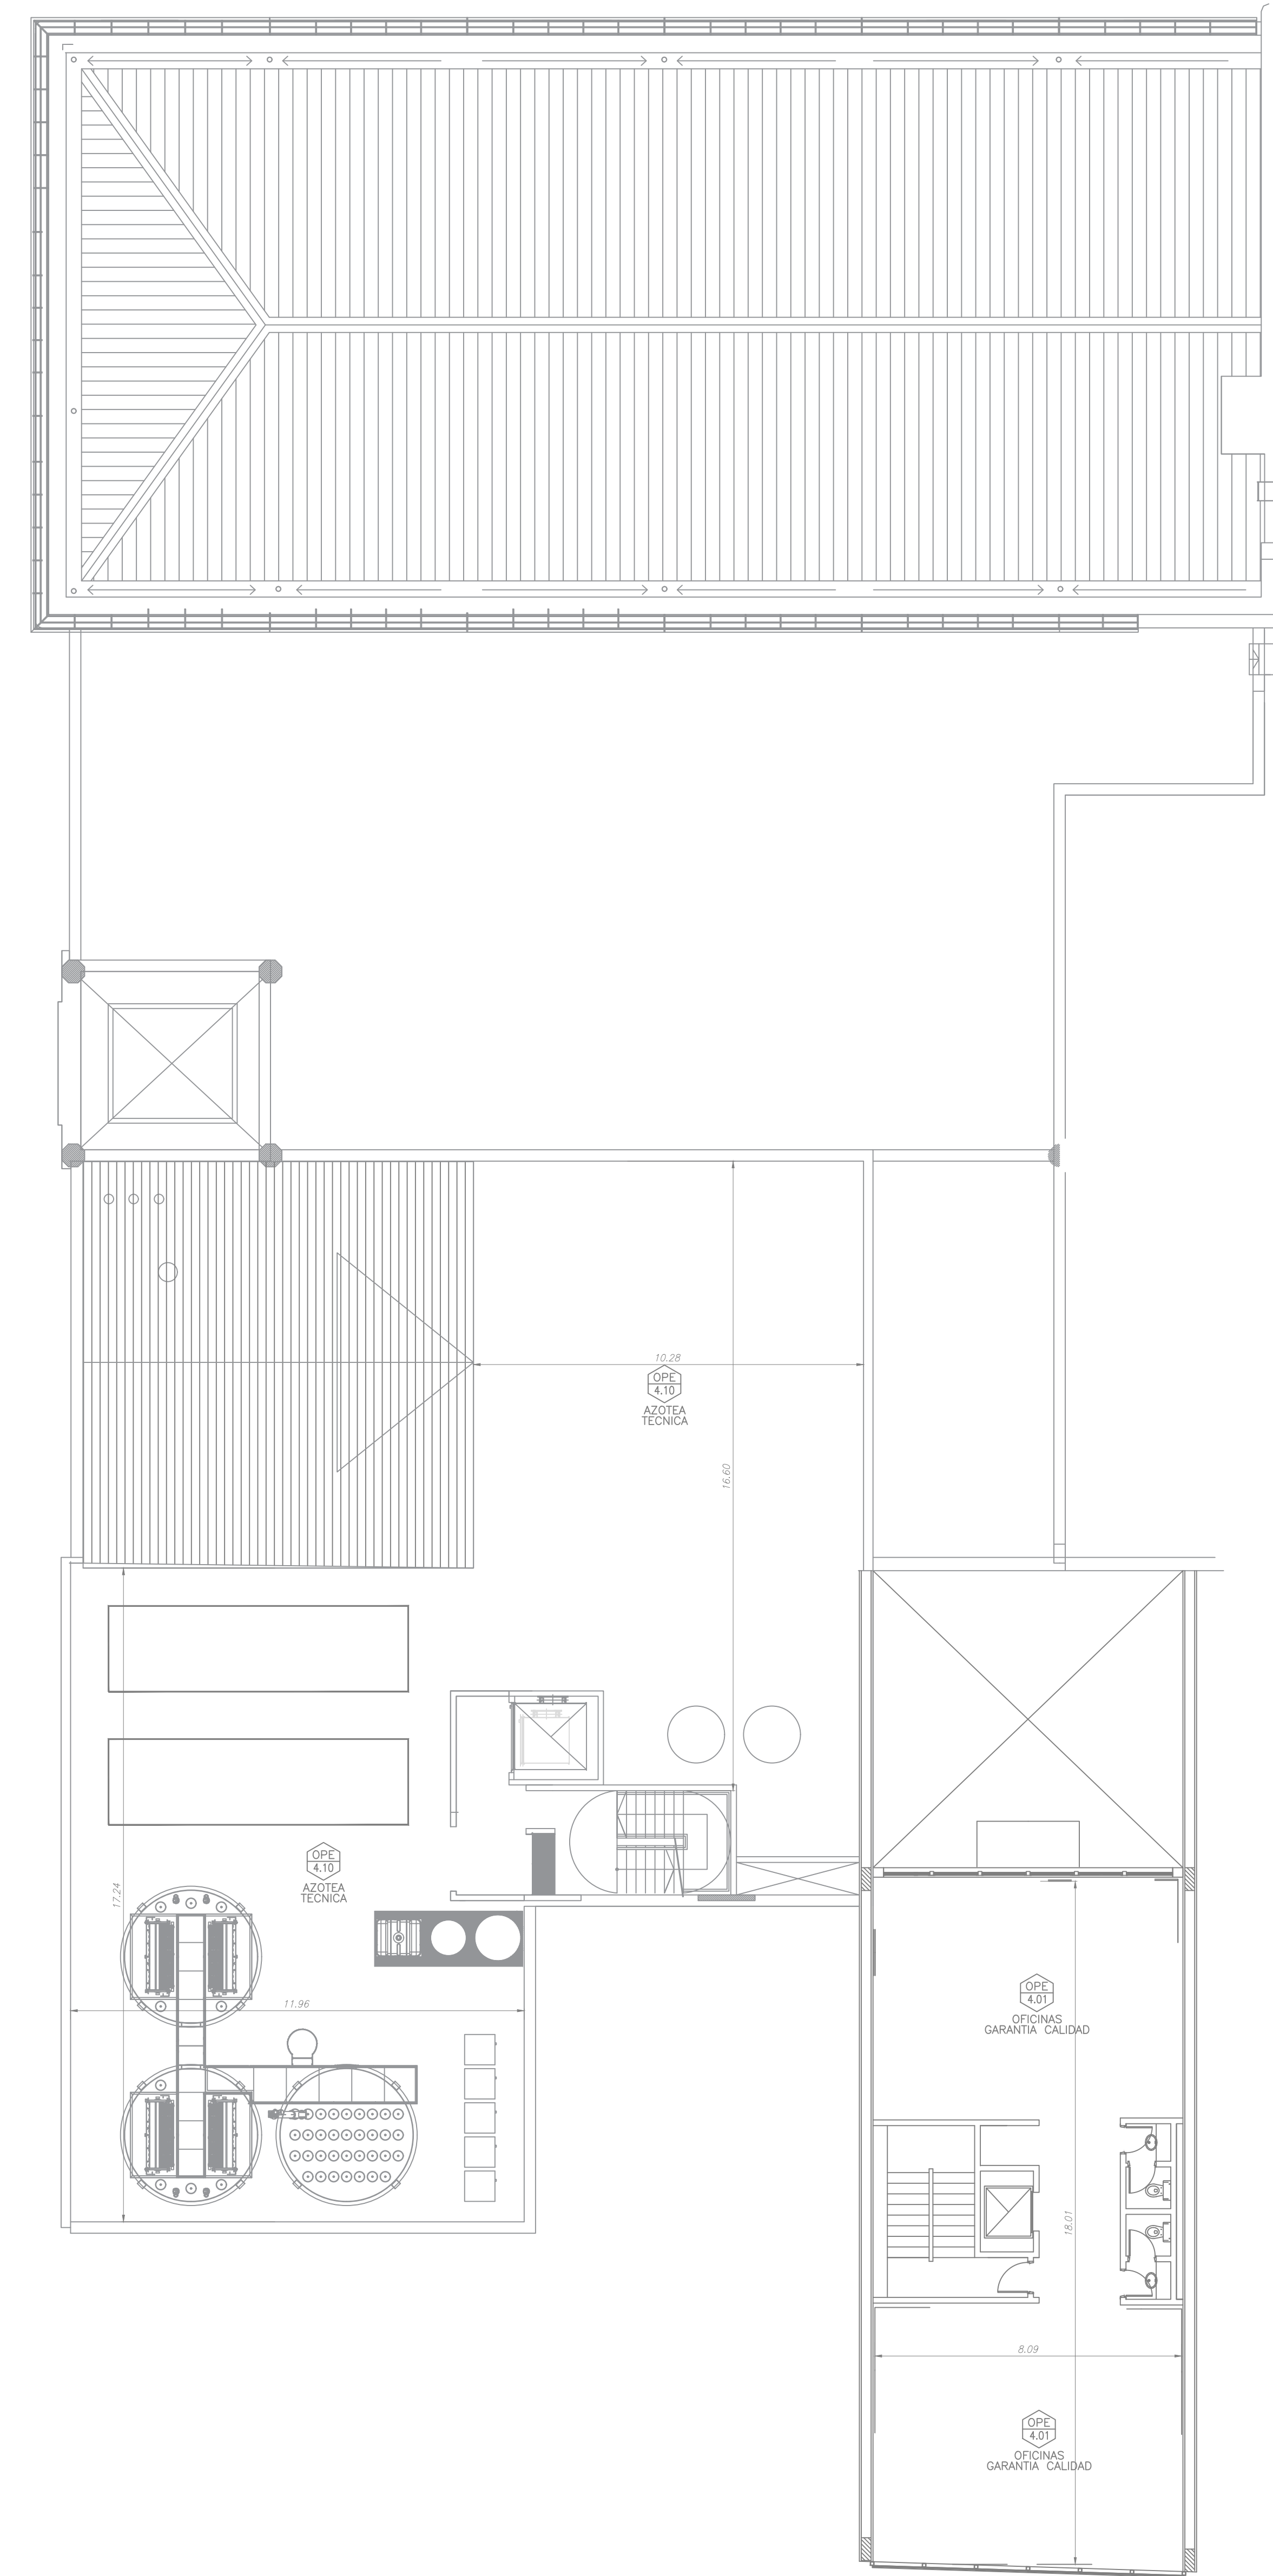 10.28
OPE
4.10
AZOTEA
TECNICA
16.60
OPE
4.10
AZOTEA
TECNICA
17.24
11.96
OPE
4.01
OFICINAS
GARANTIA CALIDAD
18.01
8.09
OPE
4.01
OFICINAS
GARANTIA CALIDAD